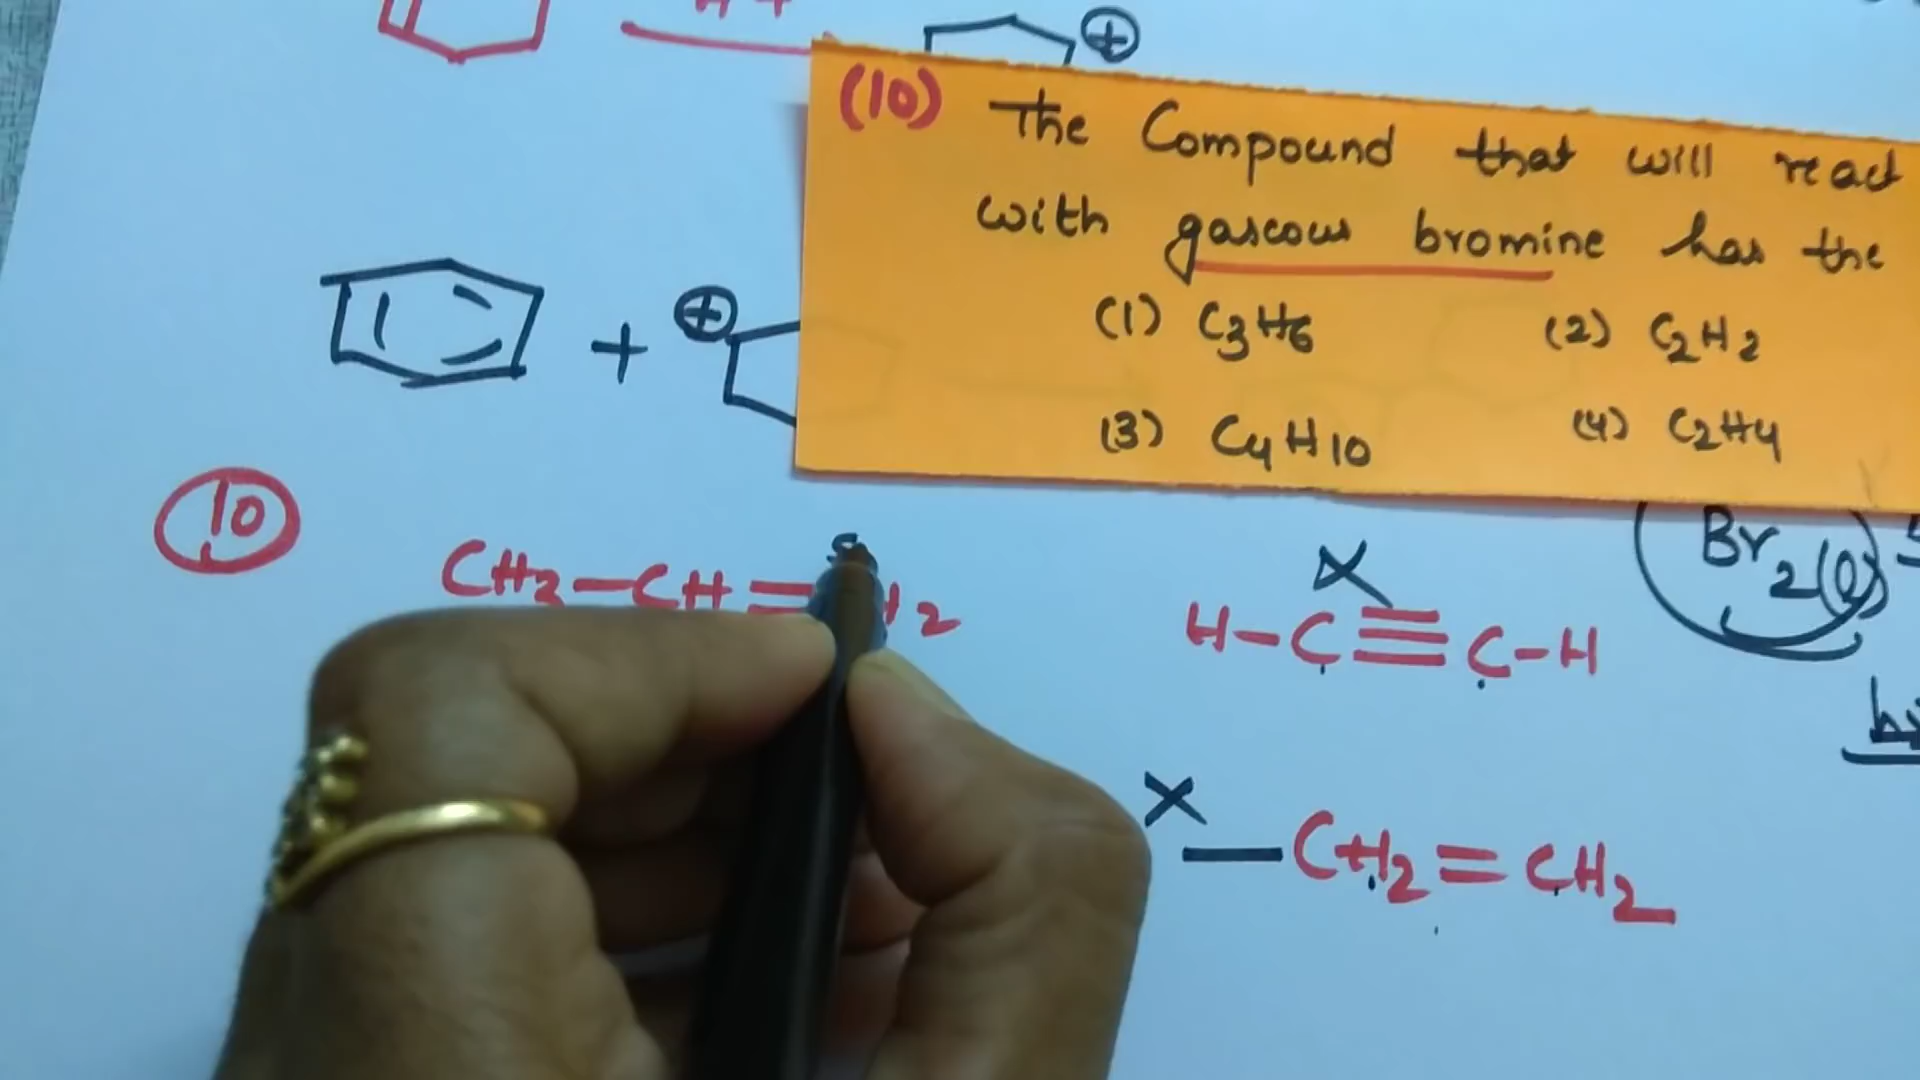 H+
⊕
(10) The Compound that will react
with gaseous bromine has the
(1) C3H6 (2) C2H2
(3) C4H10 (4) C2H4
+ ⊕
10
Br2(l)
CH3-CH= H2
X
H-C≡C-H
X
-CH2=CH2